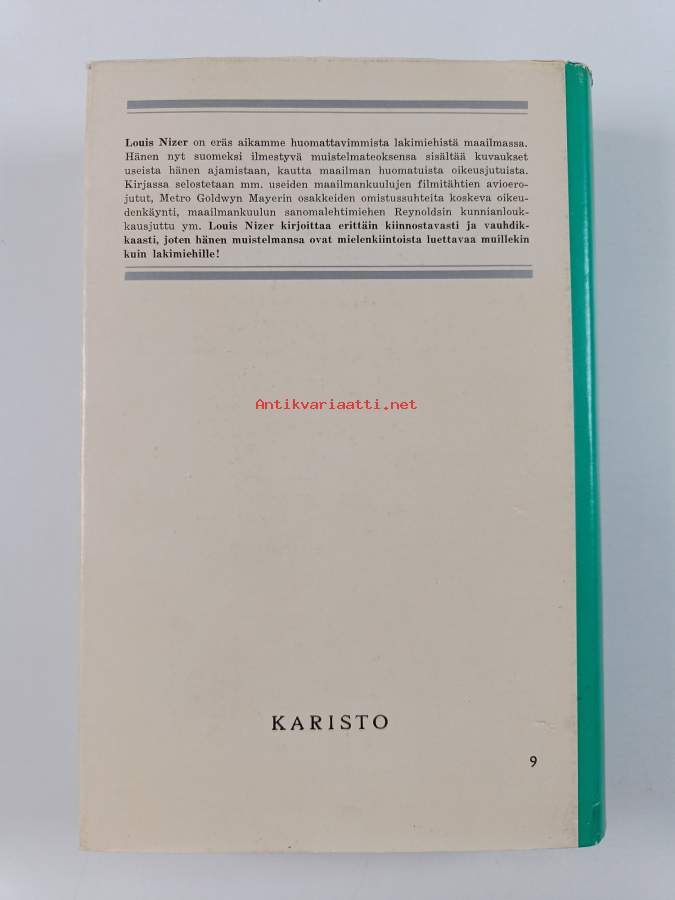 Louis Nizer on eräs aikamme huomattavimmista lakimiehistä maailmassa.
Hänen nyt suomeksi ilmestyvä muistelmateoksensa sisältää kuvaukset
useista hänen ajamistaan, kautta maailman huomatuista oikeusjutuista.
Kirjassa selostetaan mm. useiden maailmankuulujen filmitähtien avioero-
jutut, Metro Goldwyn Mayerin osakkeiden omistussuhteita koskeva oikeu-
denkäynti, maailmankuulun sanomalehtimiehen Reynoldsin kunnianlouk-
kausjuttu ym. Louis Nizer kirjoittaa erittäin kiinnostavasti ja vauhdik-
kaasti, joten hänen muistelmansa ovat mielenkiintoista luettavaa muillekin
kuin lakimiehille!
Antikvariaatti.net
KARISTO
9